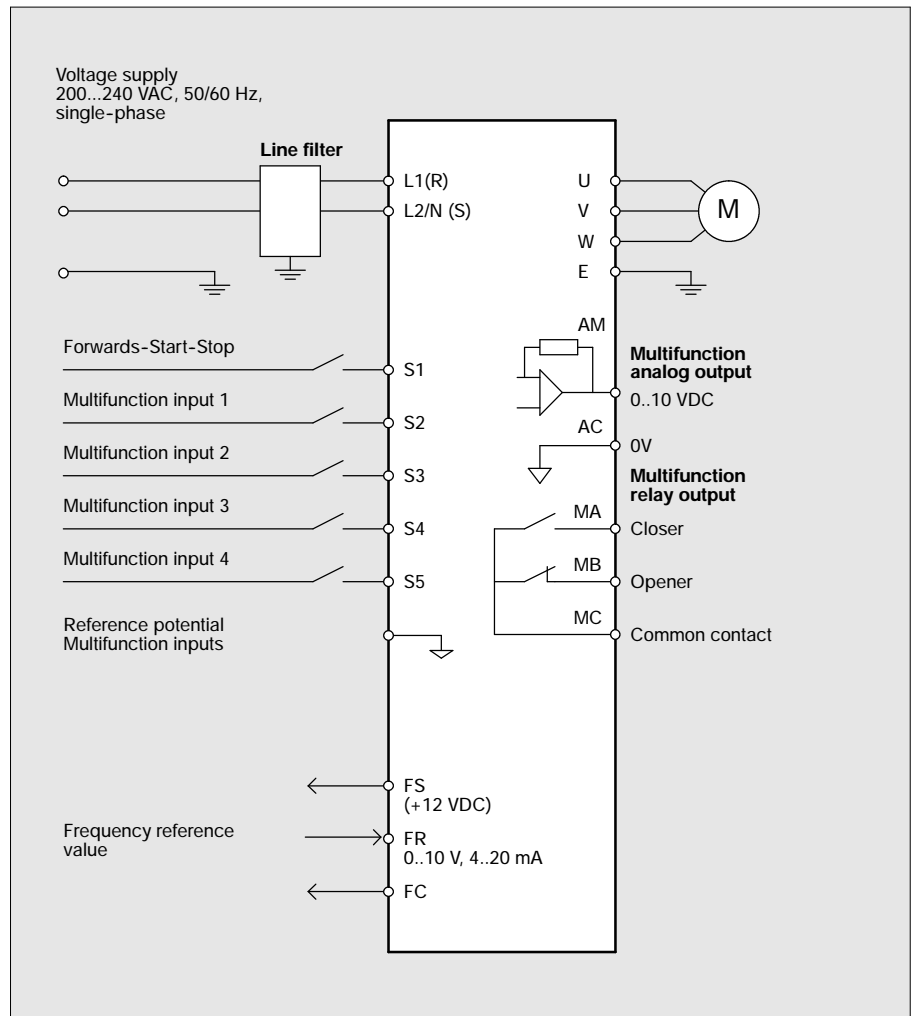 Voltage supply
200...240 VAC, 50/60 Hz,
single-phase
Line filter
L1(R)
L2/N (S)
U
V
W
E
M
Forwards-Start-Stop
S1
Multifunction input 1
S2
Multifunction input 2
S3
Multifunction input 3
S4
Multifunction input 4
S5
Reference potential
Multifunction inputs
AM
Multifunction
analog output
0..10 VDC
AC
0V
Multifunction
relay output
MA
Closer
MB
Opener
MC
Common contact
FS
(+12 VDC)
Frequency reference
value
FR
0..10 V, 4..20 mA
FC